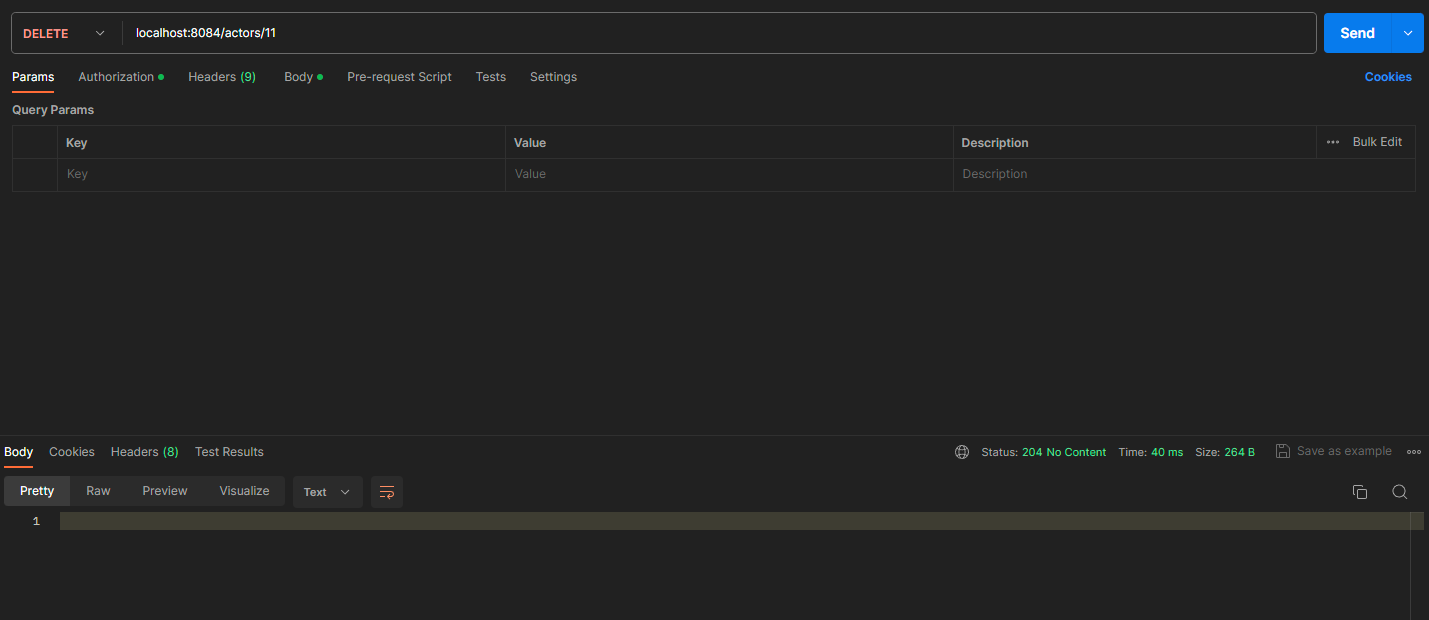 DELETE localhost:8084/actors/11 Send
Params Authorization Headers (9) Body Pre-request Script Tests Settings Cookies
Query Params
Key Value Description Bulk Edit
Key Value Description
Body Cookies Headers (8) Test Results Status: 204 No Content Time: 40 ms Size: 264 B Save as example
Pretty Raw Preview Visualize Text
1